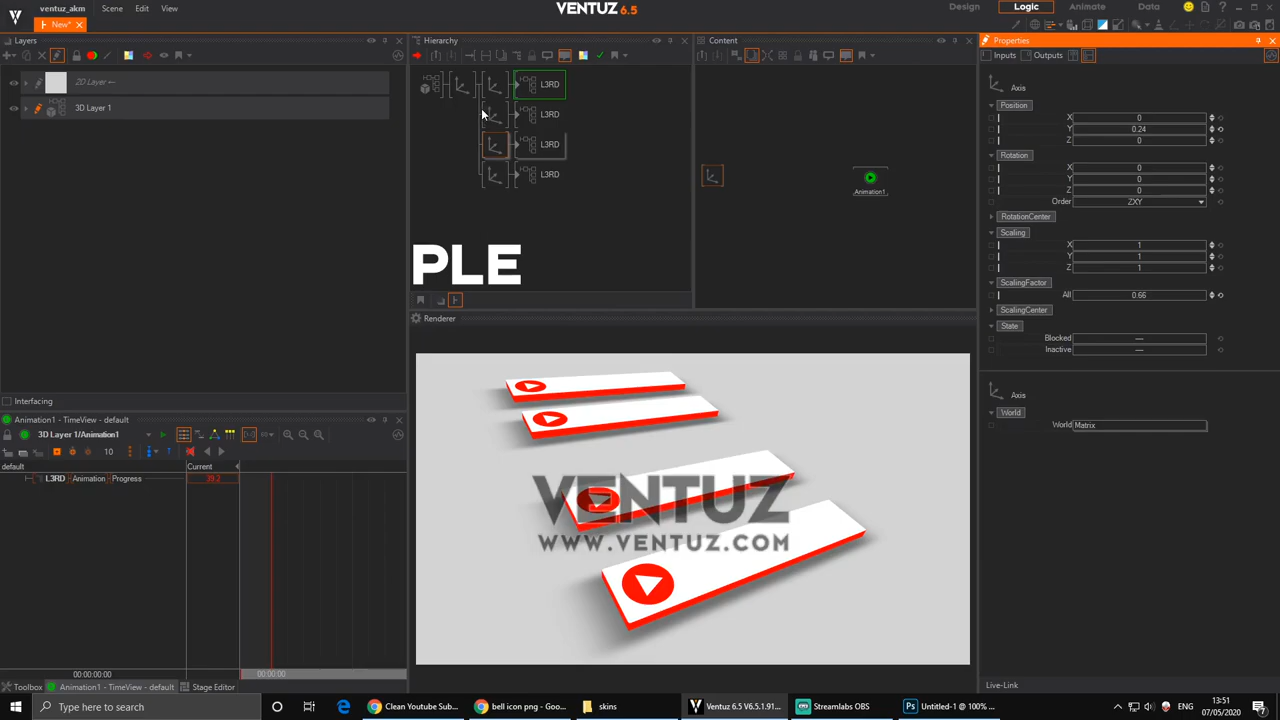 VENTUZ 6.5
Design Logic Animate Data
ventuz_akm Scene Edit View
New*
Layers
Hierarchy
Content
Properties
Inputs Outputs
2D Layer
3D Layer 1
L3RD
L3RD
L3RD
L3RD
PLE
Animation1
Axis
Position
X 0
Y 0.24
Z 0
Rotation
X 0
Y 0
Z 0
Order ZXY
RotationCenter
Scaling
X 1
Y 1
Z 1
ScalingFactor
All 0.66
ScalingCenter
State
Blocked —
Inactive —
Axis
World
World Matrix
Live-Link
Renderer
VENTUZ
WWW.VENTUZ.COM
Interfacing
Animation1 - TimeView - default
3D Layer 1/Animation1
10
default Current
L3RD Animation Progress 39.2
00:00:00:00 00:00:00
Toolbox Animation1 - TimeView - default Stage Editor
Type here to search
Clean Youtube Sub...
bell icon png - Goo...
skins
Ventuz 6.5 V6.5.1.91...
Streamlabs OBS
Untitled-1 @ 100% ...
13:51
07/05/2020